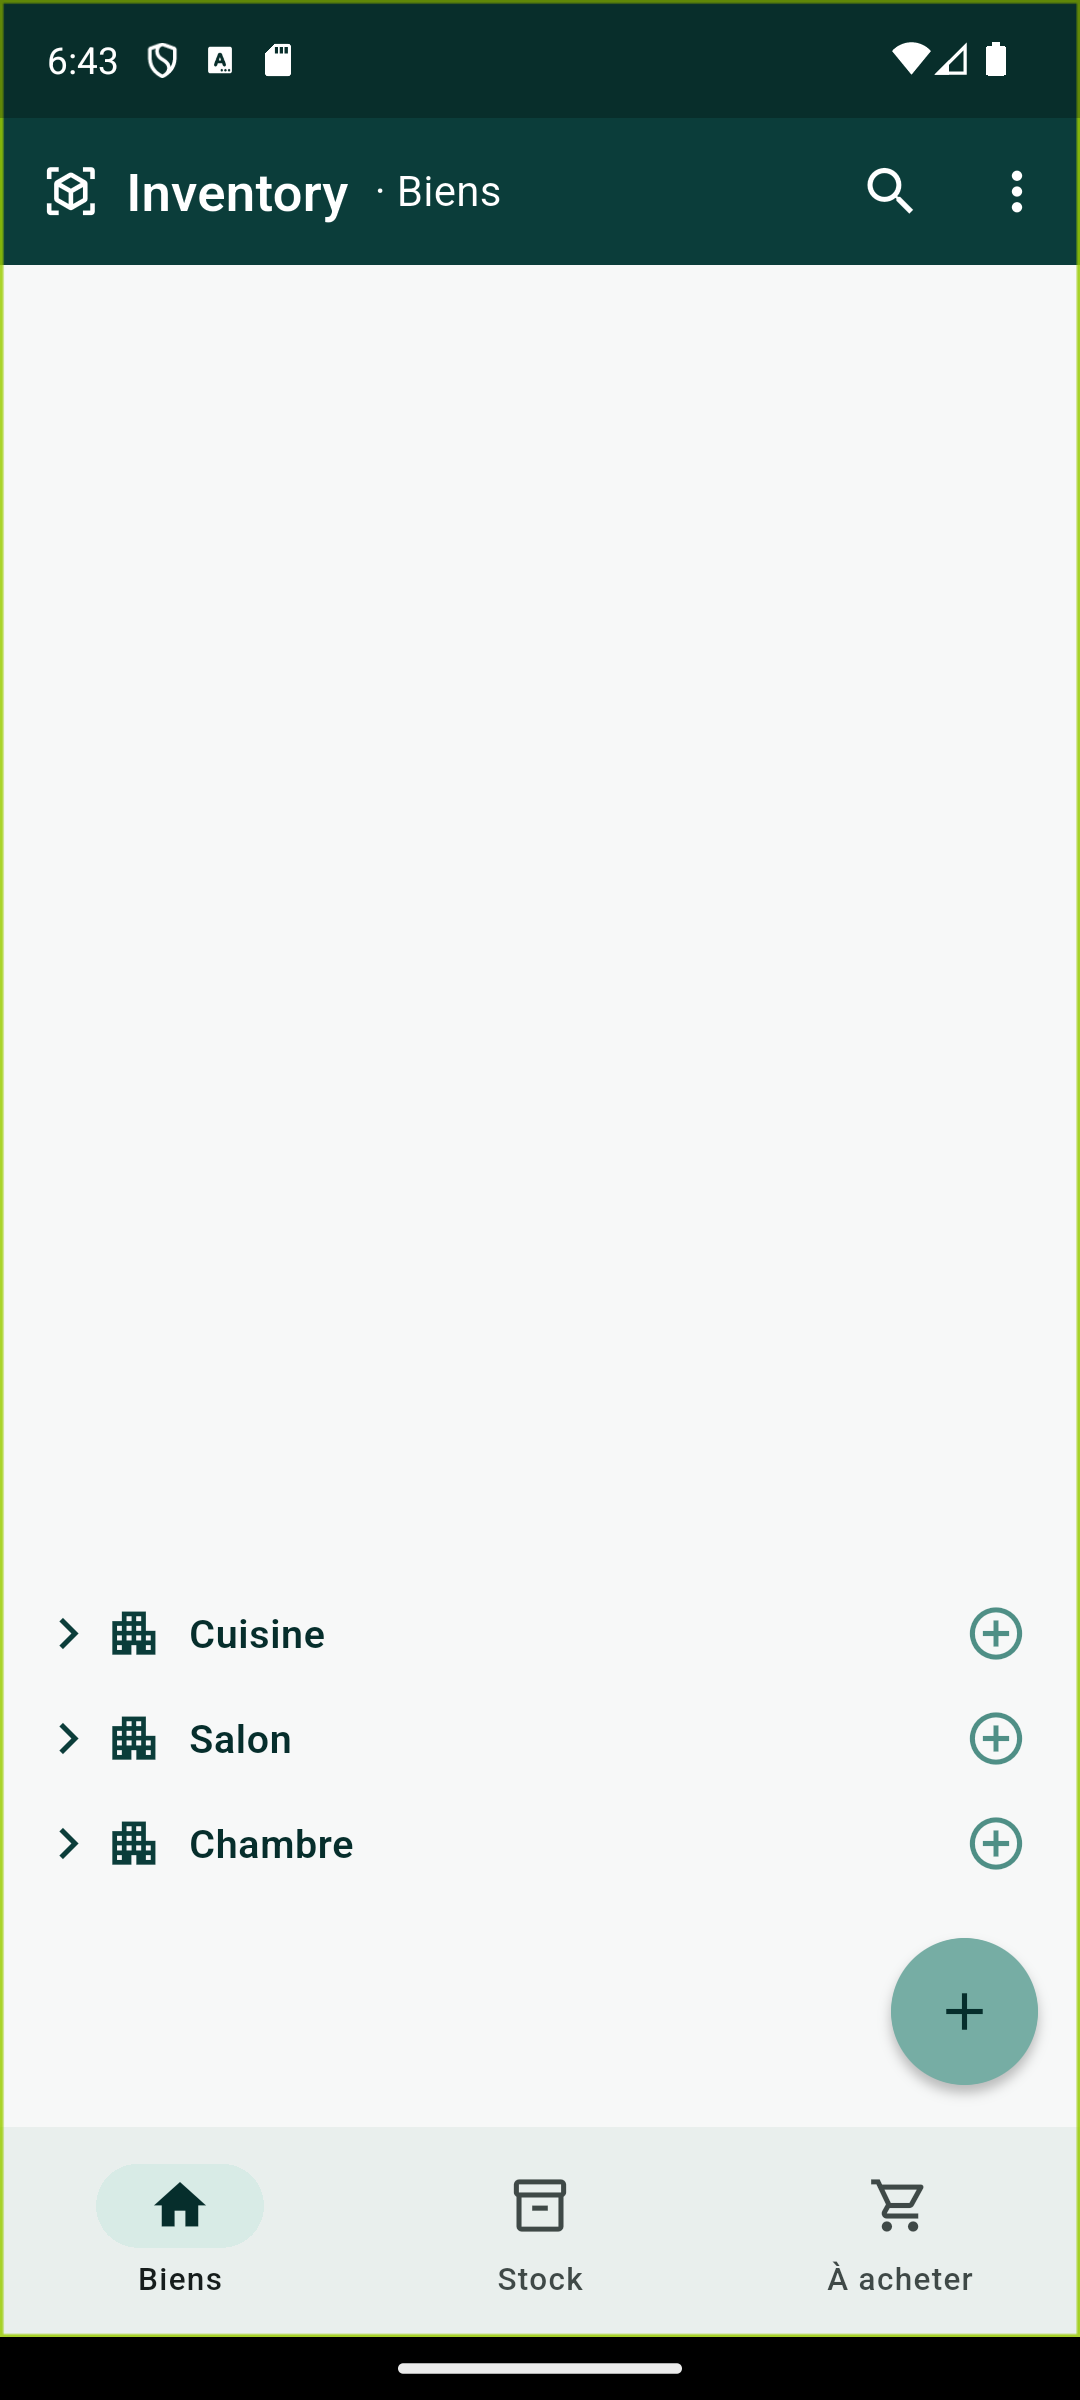 6:43
Inventory · Biens
Cuisine
Salon
Chambre
Biens
Stock
À acheter